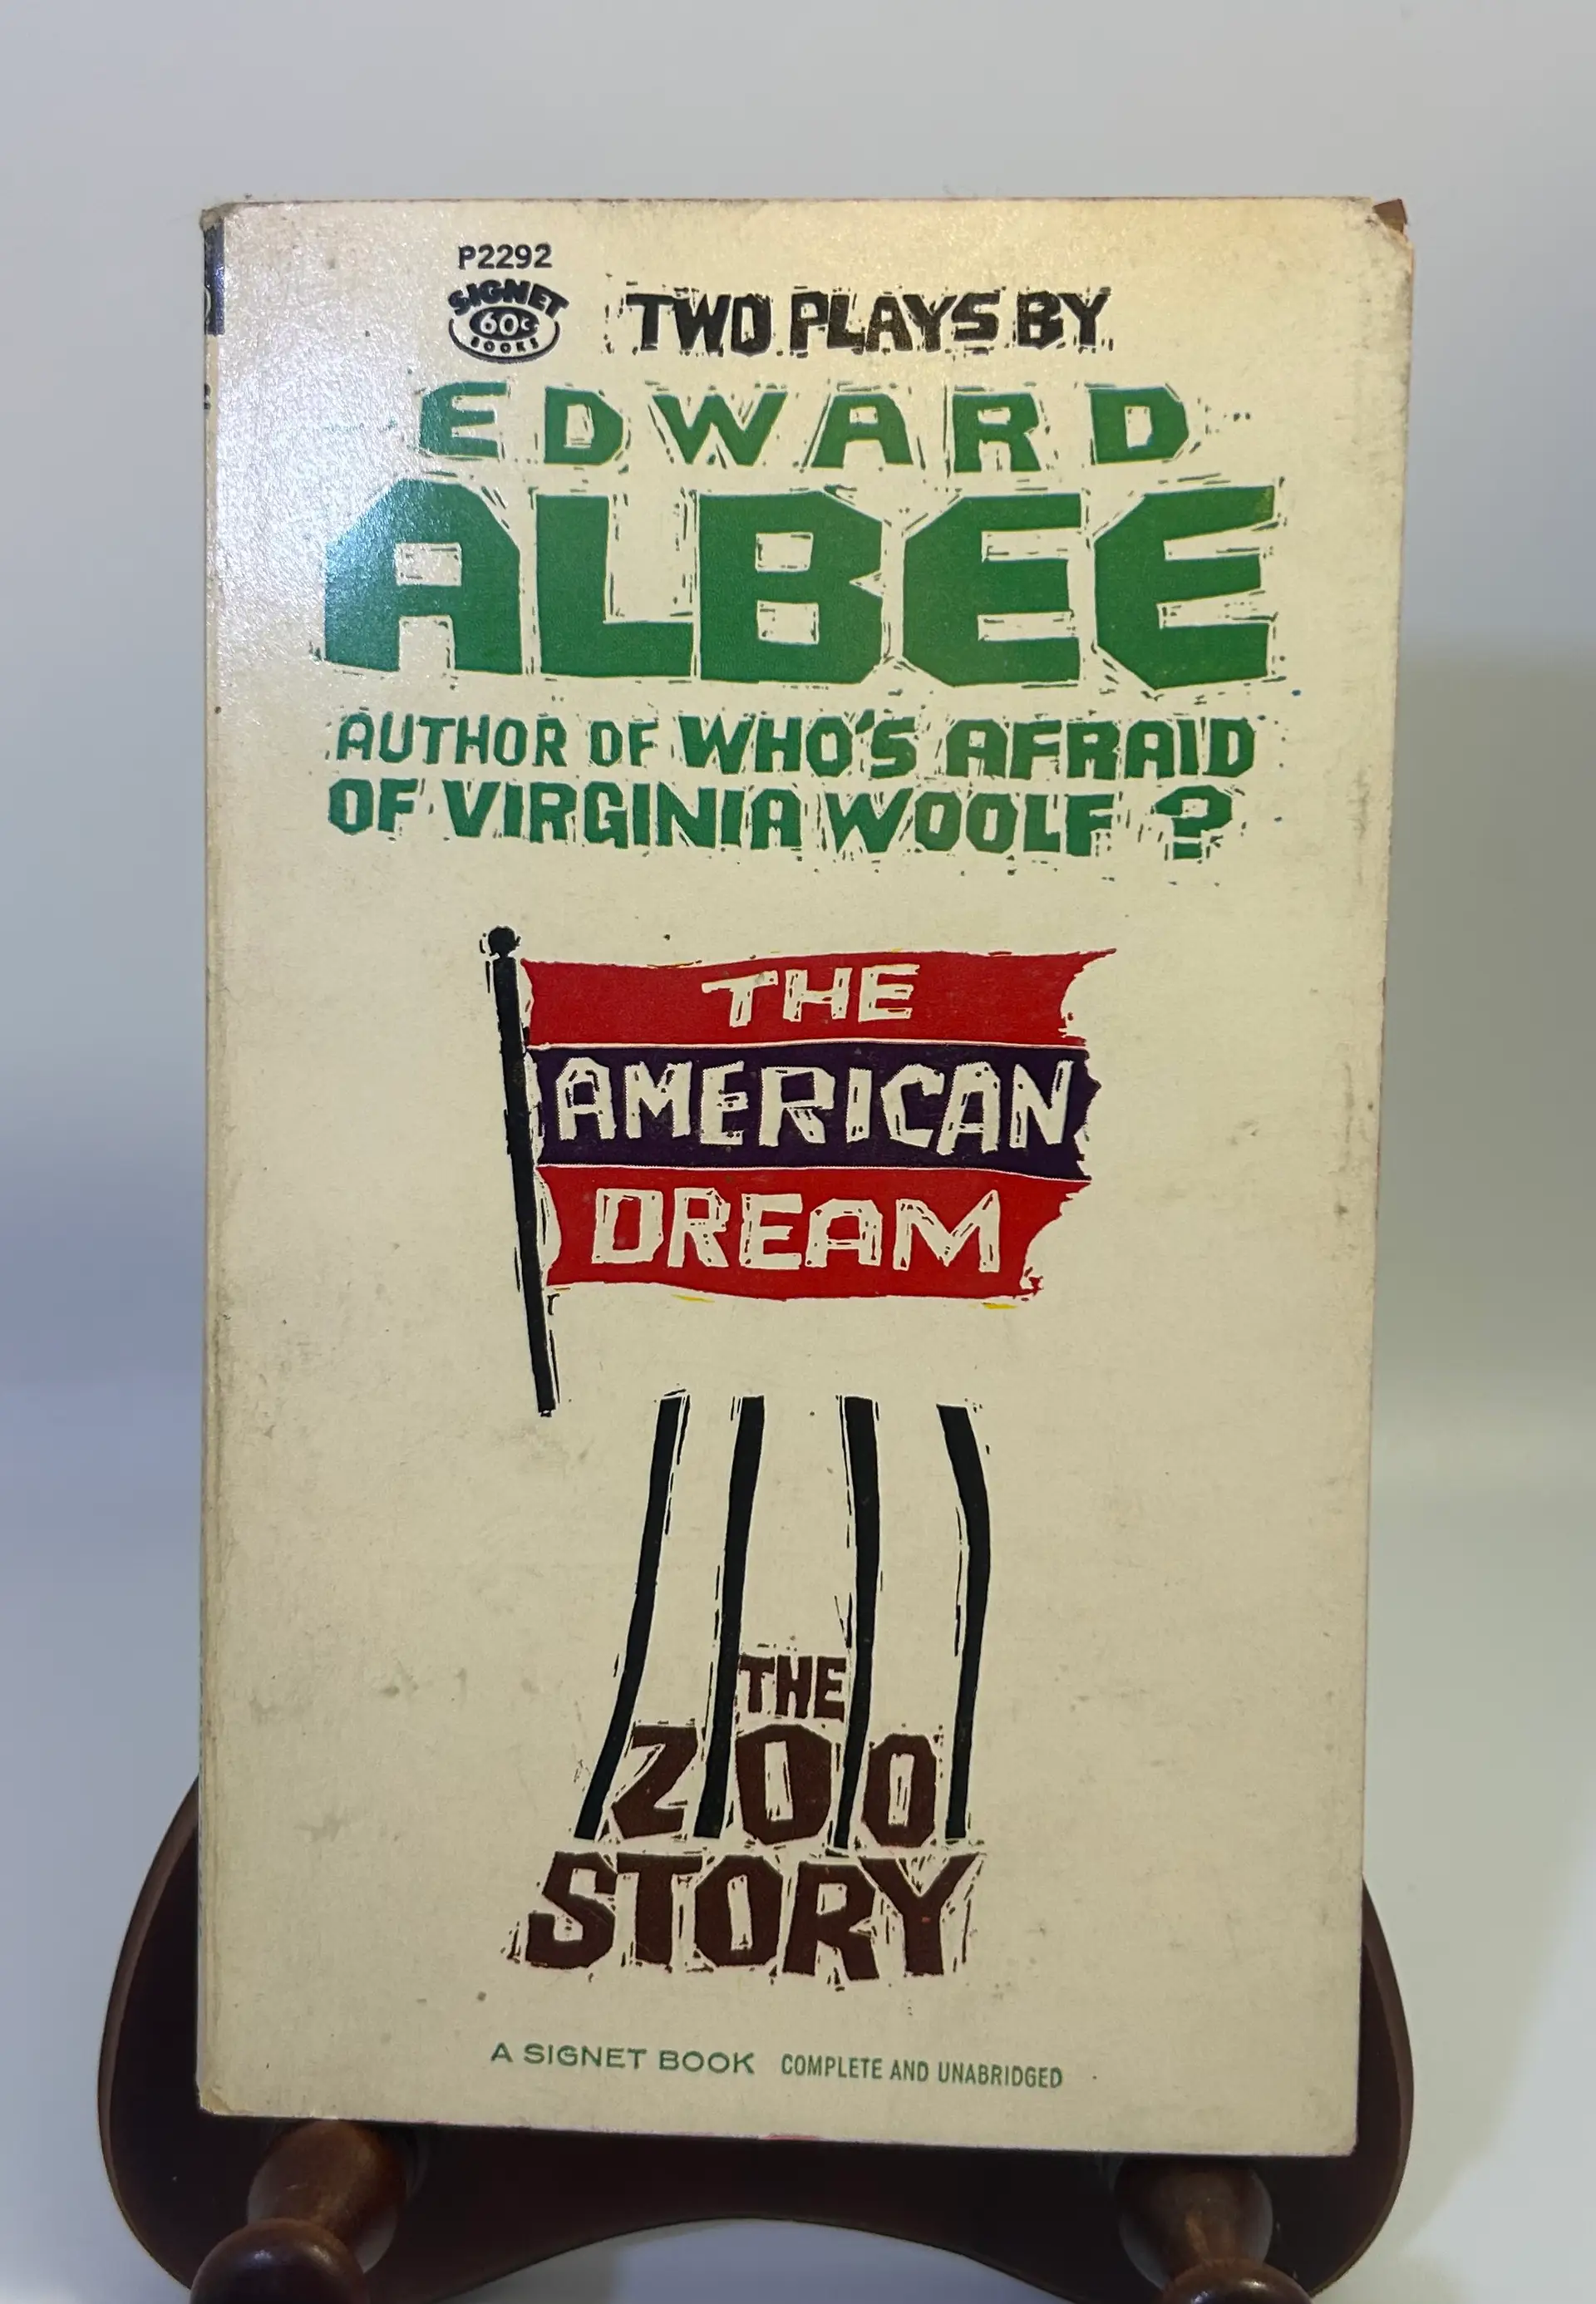 P2292
SIGNET
60¢
BOOKS
TWO PLAYS BY
EDWARD
ALBEE
AUTHOR OF WHO'S AFRAID
OF VIRGINIA WOOLF?
THE
AMERICAN
DREAM
THE
ZOO
STORY
A SIGNET BOOK COMPLETE AND UNABRIDGED